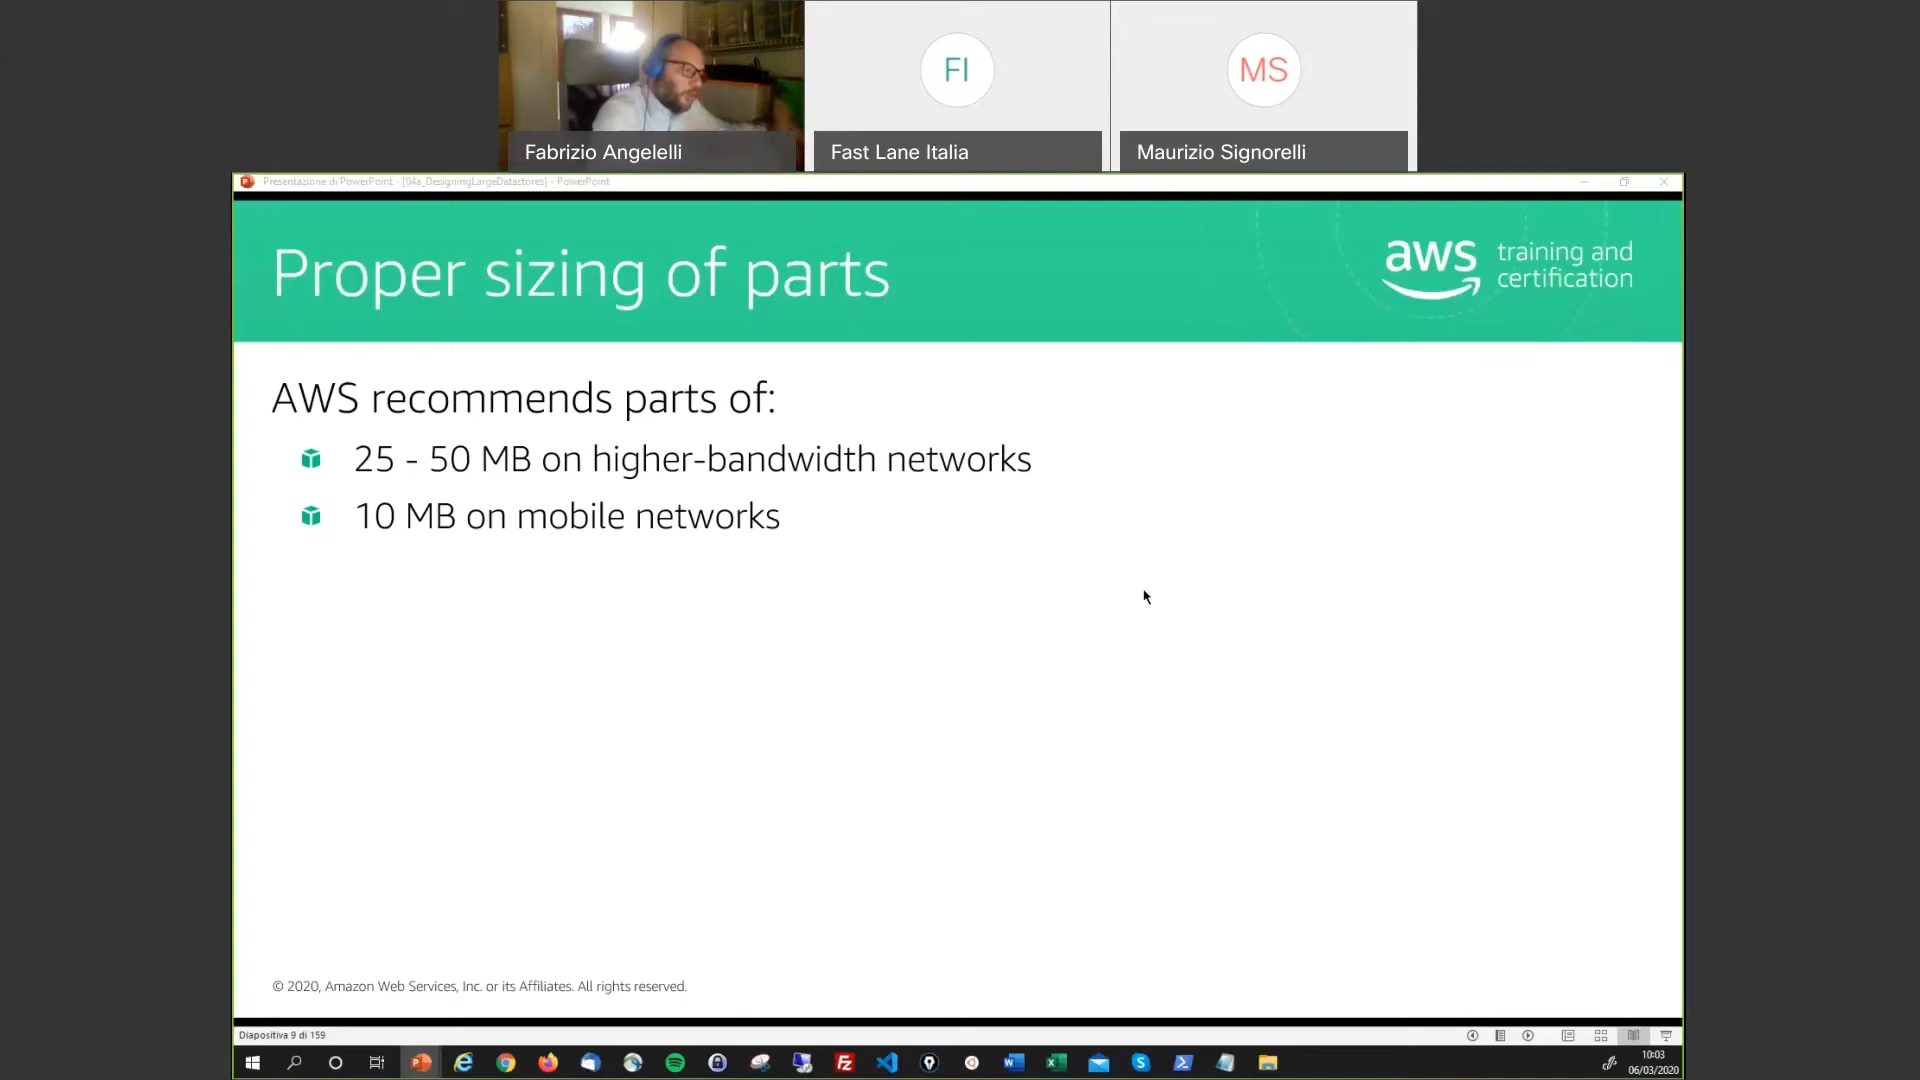 FI
MS
Fabrizio Angelelli
Fast Lane Italia
Maurizio Signorelli
Presentazione di PowerPoint - [04a_DesigningLargeDatastores] - PowerPoint
Proper sizing of parts
aws training and
certification
AWS recommends parts of:
25 - 50 MB on higher-bandwidth networks
10 MB on mobile networks
© 2020, Amazon Web Services, Inc. or its Affiliates. All rights reserved.
Diapositiva 9 di 159
10:03
06/03/2020